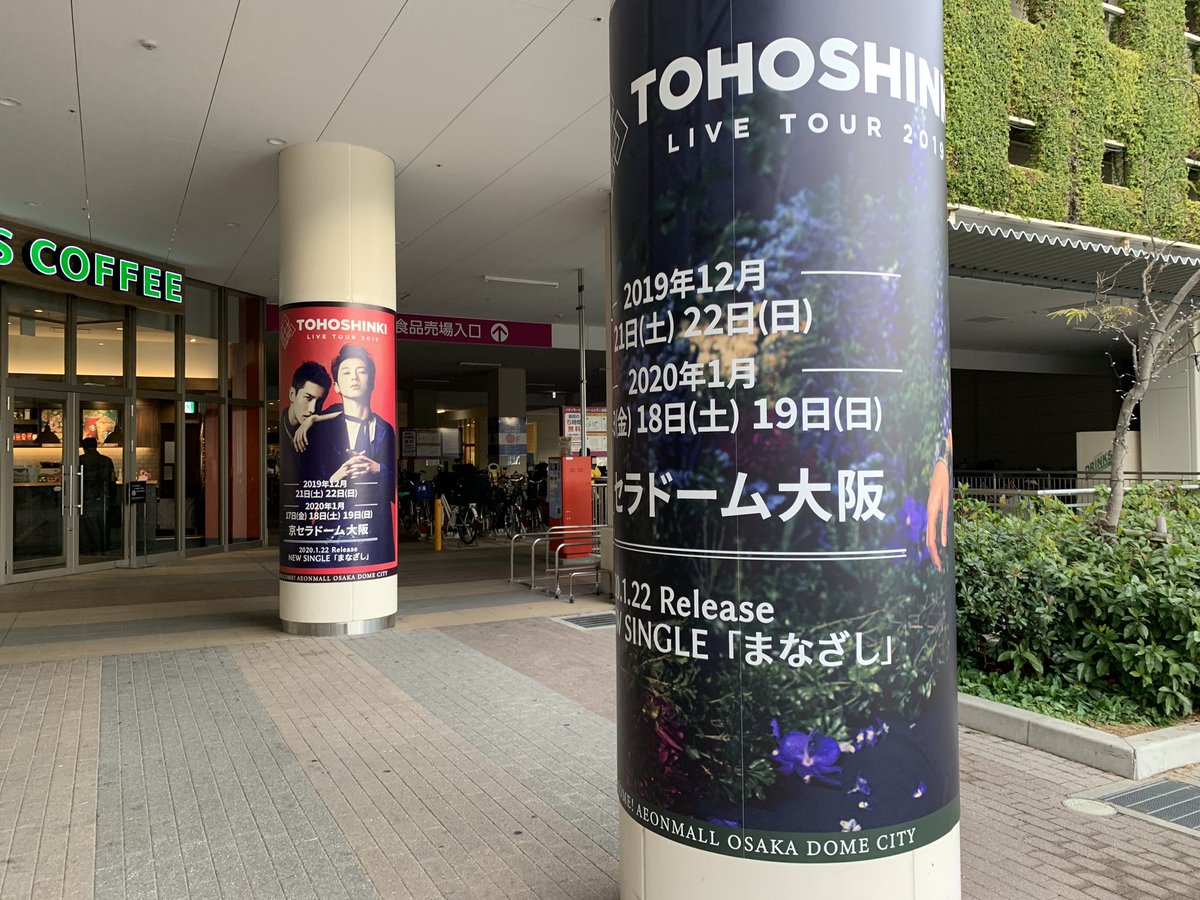 S COFFEE
TOHOSHINKI
LIVE TOUR 2019
2019年12月
21日(土) 22日(日)
2020年1月
17日(金) 18日(土) 19日(日)
京セラドーム大阪
2020.1.22 Release
NEW SINGLE「まなざし」
WELCOME! AEONMALL OSAKA DOME CITY
食品売場入口
TOHOSHINKI
LIVE TOUR 2019
2019年12月
21日(土) 22日(日)
2020年1月
(金) 18日(土) 19日(日)
セラドーム大阪
0.1.22 Release
SINGLE「まなざし」
AEONMALL OSAKA DOME CITY
DRINKS